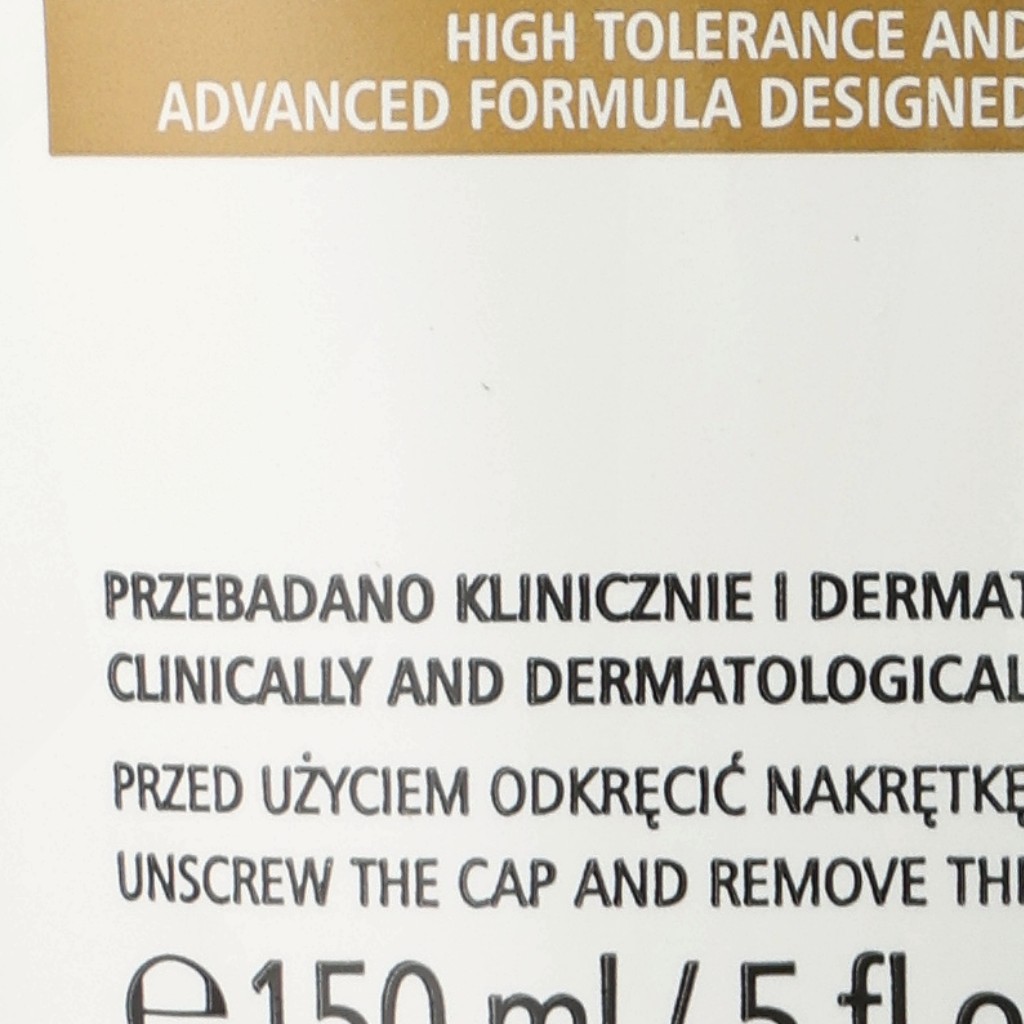 HIGH TOLERANCE AND
ADVANCED FORMULA DESIGNED
PRZEBADANO KLINICZNIE I DERMAT
CLINICALLY AND DERMATOLOGICAL
PRZED UŻYCIEM ODKRĘCIĆ NAKRĘTKĘ
UNSCREW THE CAP AND REMOVE THE
℮150 ml / 5 fl o